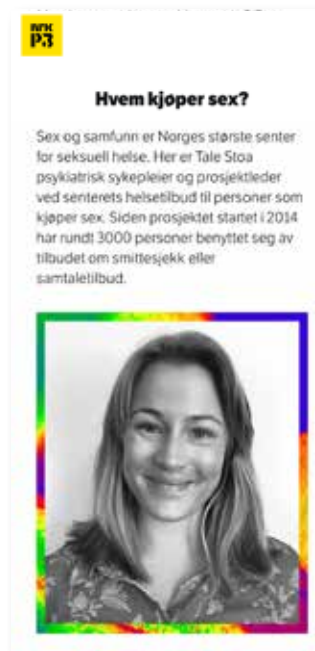 NRK
P3
Hvem kjøper sex?
Sex og samfunn er Norges største senter
for seksuell helse. Her er Tale Stoa
psykiatrisk sykepleier og prosjektleder
ved senterets helsetilbud til personer som
kjøper sex. Siden prosjektet startet i 2014
har rundt 3000 personer benyttet seg av
tilbudet om smittesjekk eller
samtaletilbud.